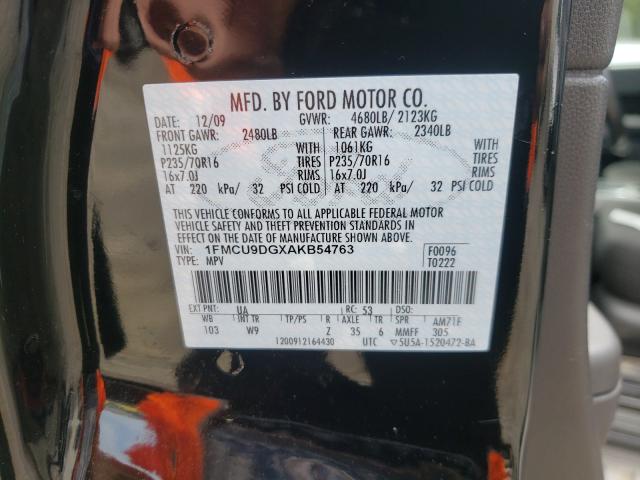 MFD. BY FORD MOTOR CO.
DATE: 12/09 GVWR: 4680LB/ 2123KG
FRONT GAWR: 2480LB REAR GAWR: 2340LB
1125KG WITH 1061KG WITH
P235/70R16 TIRES P235/70R16 TIRES
16x7.0J RIMS 16x7.0J RIMS
AT 220 kPa/ 32 PSI COLD AT 220 kPa/ 32 PSI COLD
THIS VEHICLE CONFORMS TO ALL APPLICABLE FEDERAL MOTOR
VEHICLE SAFETY AND THEFT PREVENTION STANDARDS IN EFFECT ON
THE DATE OF MANUFACTURE SHOWN ABOVE.
VIN: 1FMCU9DGXAKB54763 F0096
TYPE: MPV T0222
EXT PNT: UA RC: 53 DSO:
WB INT TR TP/PS R AXLE TR SPR AM71F
103 W9 Z 35 6 MMFF 305
1200912164430 UTC ▽5U5A-1520472-BA
Ford